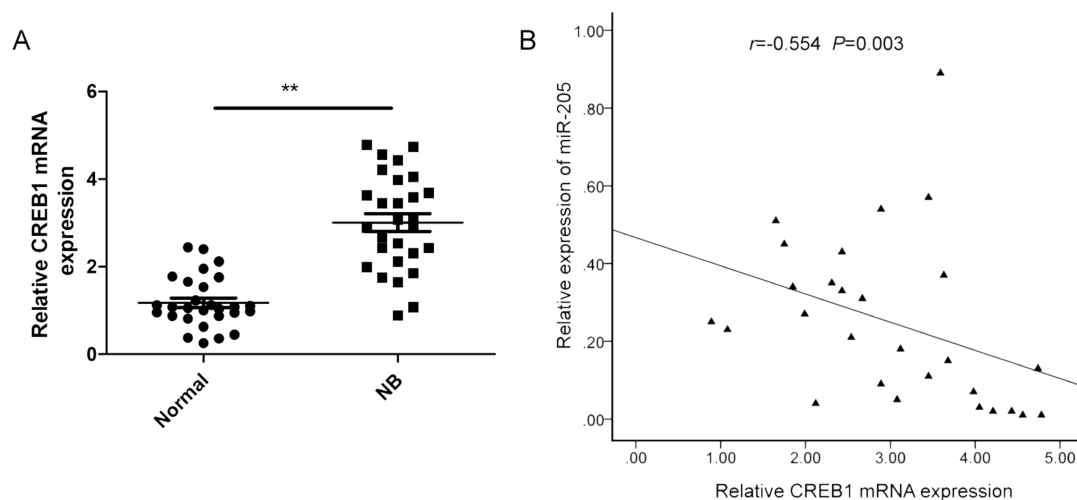 A
Relative CREB1 mRNA
expression
6
4
2
0
**
Normal
NB
B
r=-0.554 P=0.003
Relative expression of miR-205
1.00
.80
.60
.40
.20
.00
.00 1.00 2.00 3.00 4.00 5.00
Relative CREB1 mRNA expression